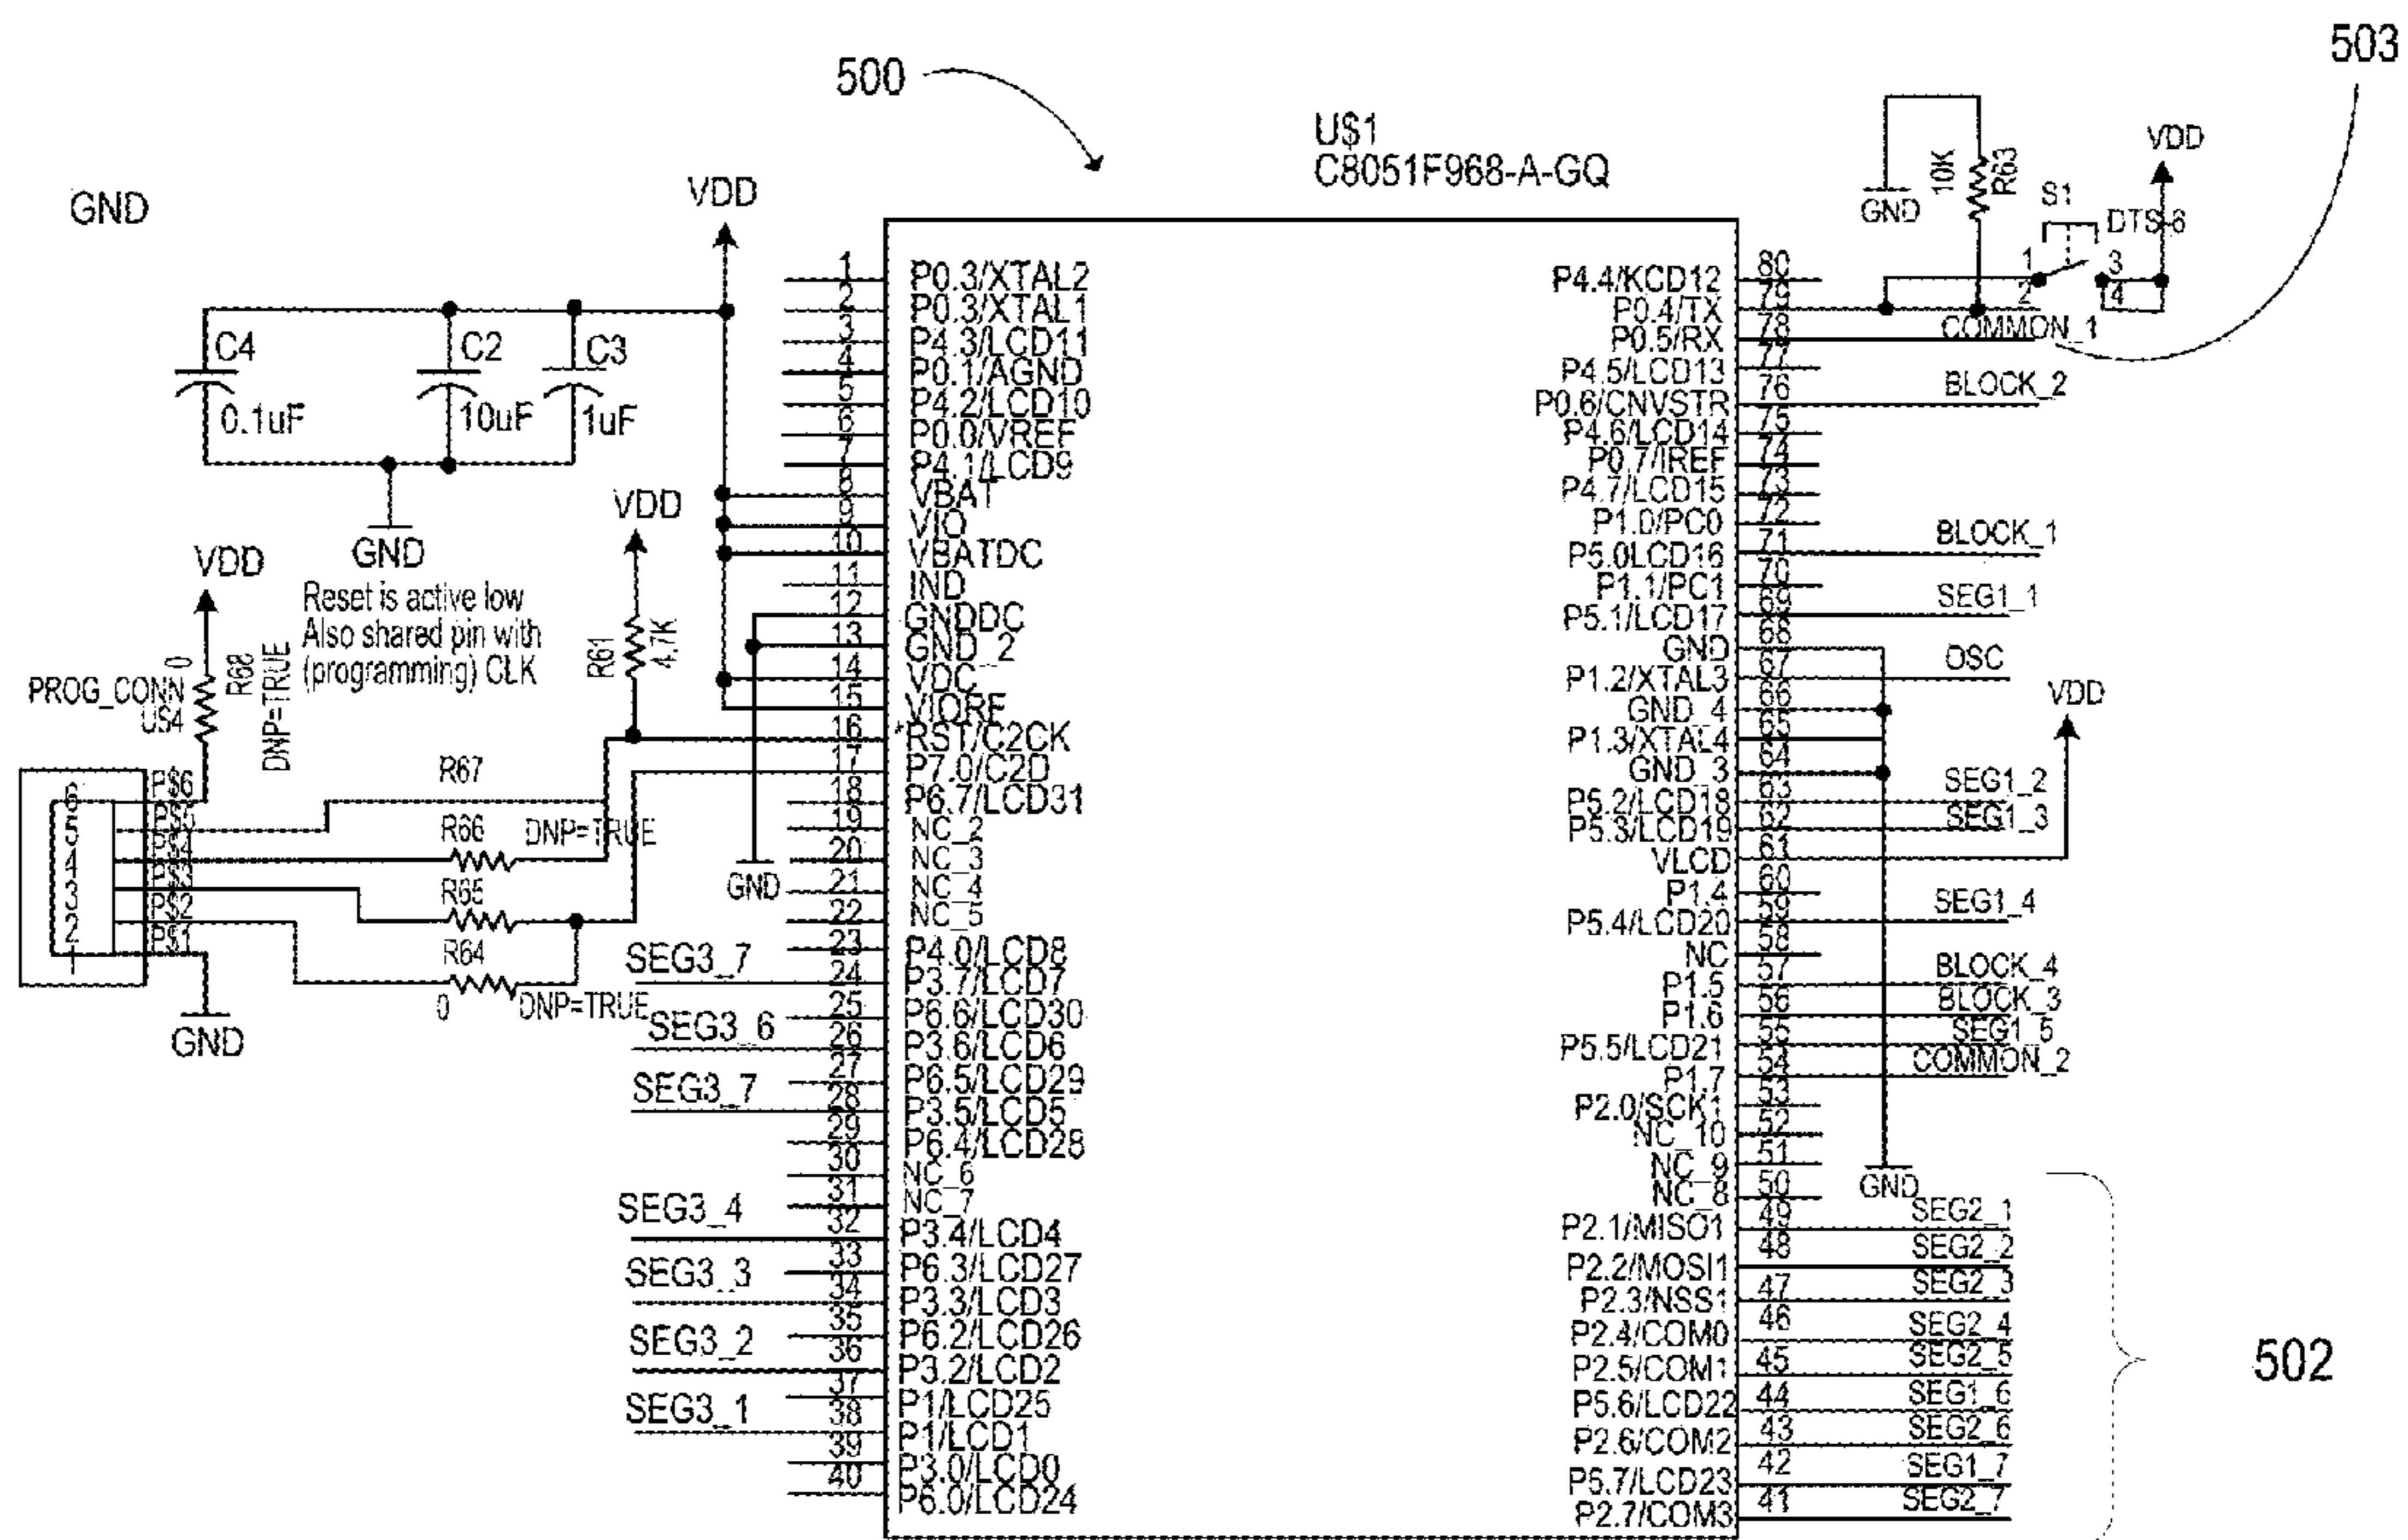 500
503
U$1
C8051F968-A-GQ
GND
VDD
C4
0.1uF
C2
10uF
C3
1uF
GND
VDD
Reset is active low
Also shared pin with
(programming) CLK
VDD
R61
4.7K
PROG_CONN
U$4
0
R68
DNP=TRUE
R67
R66
DNP=TRUE
R65
R64
0
DNP=TRUE
6 P$6
5 P$5
4 P$4
3 P$3
2 P$2
1 P$1
GND
GND
1 P0.3/XTAL2
2 P0.3/XTAL1
3 P4.3/LCD11
4 P0.1/AGND
5 P4.2/LCD10
6 P0.0/VREF
7 P4.1/LCD9
8 VBAT
9 VIO
10 VBATDC
11 IND
12 GNDDC
13 GND_2
14 VDC
15 VIORF
16 *RST/C2CK
17 P7.0/C2D
18 P6.7/LCD31
19 NC_2
20 NC_3
21 NC_4
22 NC_5
23 P4.0/LCD8
SEG3_7 24 P3.7/LCD7
25 P6.6/LCD30
SEG3_6 26 P3.6/LCD6
27 P6.5/LCD29
SEG3_7 28 P3.5/LCD5
29 P6.4/LCD28
30 NC_6
31 NC_7
SEG3_4 32 P3.4/LCD4
33 P6.3/LCD27
SEG3_3 34 P3.3/LCD3
35 P6.2/LCD26
SEG3_2 36 P3.2/LCD2
37 P1/LCD25
SEG3_1 38 P1/LCD1
39 P3.0/LCD0
40 P6.0/LCD24
GND
10K
R63
S1
DTS-6
VDD
1
2
3
4
P4.4/KCD12 80
P0.4/TX 79
P0.5/RX 78 COMMON_1
P4.5/LCD13 77
P0.6/CNVSTR 76 BLOCK_2
P4.6/LCD14 75
P0.7/IREF 74
P4.7/LCD15 73
P1.0/PC0 72
P5.0LCD16 71 BLOCK_1
P1.1/PC1 70
P5.1/LCD17 69 SEG1_1
GND 68
P1.2/XTAL3 67 OSC
GND_4 66
P1.3/XTAL4 65
GND_3 64
P5.2/LCD18 63 SEG1_2
P5.3/LCD19 62 SEG1_3
VLCD 61
VDD
P1.4 60
P5.4/LCD20 59 SEG1_4
NC 58
P1.5 57 BLOCK_4
P1.6 56 BLOCK_3
P5.5/LCD21 55 SEG1_5
P1.7 54 COMMON_2
P2.0/SCK1 53
NC_10 52
NC_9 51
NC_8 50
GND
P2.1/MISO1 49 SEG2_1
P2.2/MOSI1 48 SEG2_2
P2.3/NSS1 47 SEG2_3
P2.4/COM0 46 SEG2_4
P2.5/COM1 45 SEG2_5
P5.6/LCD22 44 SEG1_6
P2.6/COM2 43 SEG2_6
P5.7/LCD23 42 SEG1_7
P2.7/COM3 41 SEG2_7
502